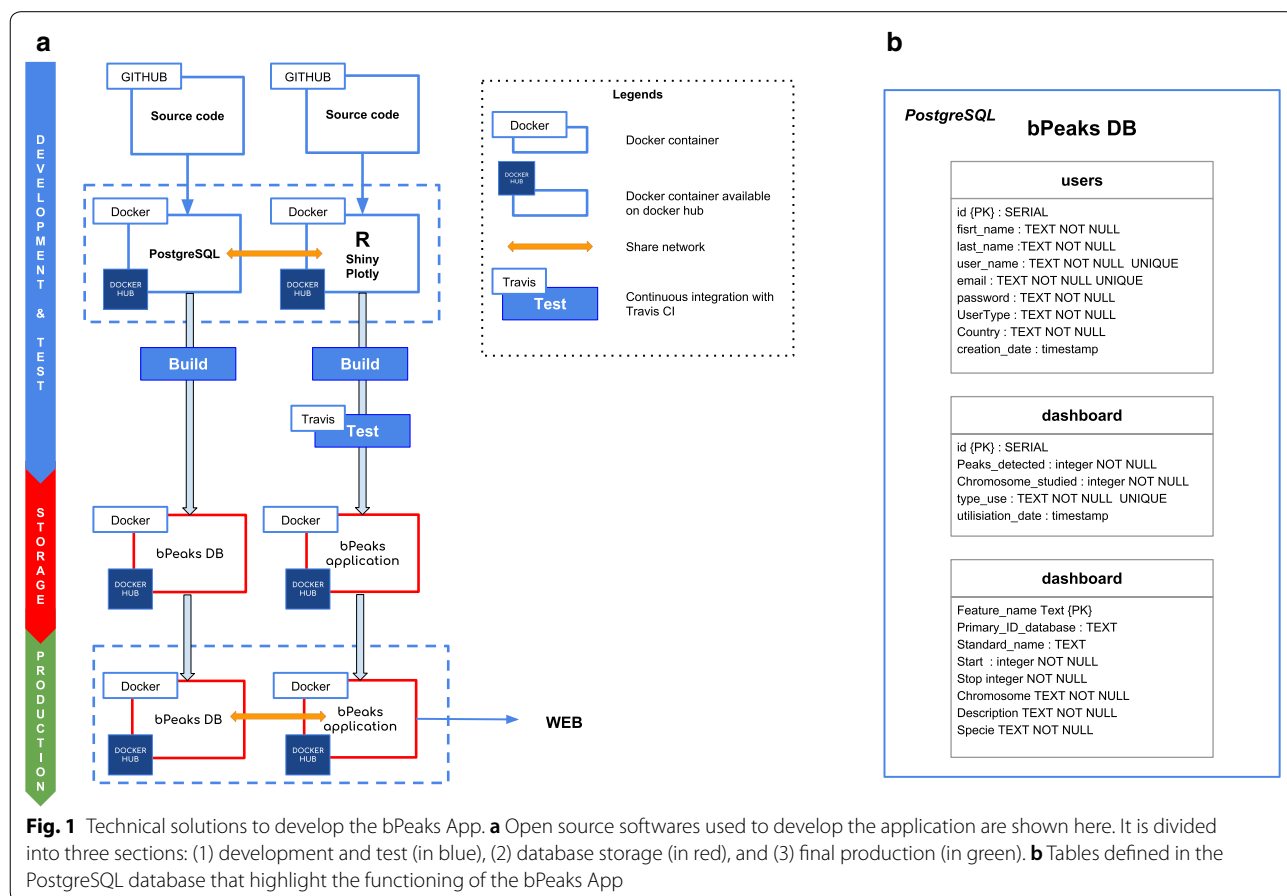 a
DEVELOPMENT & TEST
STORAGE
PRODUCTION
GITHUB
Source code
GITHUB
Source code
Docker
PostgreSQL
DOCKER
HUB
Docker
R
Shiny
Plotly
DOCKER
HUB
Build
Build
Travis
Test
Docker
bPeaks DB
DOCKER
HUB
Docker
bPeaks
application
DOCKER
HUB
Docker
bPeaks DB
DOCKER
HUB
Docker
bPeaks
application
DOCKER
HUB
WEB
Legends
Docker
Docker container
DOCKER
HUB
Docker container available
on docker hub
Share network
Travis
Test
Continuous integration with
Travis CI
b
PostgreSQL
bPeaks DB
users
id {PK} : SERIAL
fisrt_name : TEXT NOT NULL
last_name :TEXT NOT NULL
user_name : TEXT NOT NULL UNIQUE
email : TEXT NOT NULL UNIQUE
password : TEXT NOT NULL
UserType : TEXT NOT NULL
Country : TEXT NOT NULL
creation_date : timestamp
dashboard
id {PK} : SERIAL
Peaks_detected : integer NOT NULL
Chromosome_studied : integer NOT NULL
type_use : TEXT NOT NULL UNIQUE
utilisiation_date : timestamp
dashboard
Feature_name Text {PK}
Primary_ID_database : TEXT
Standard_name : TEXT
Start : integer NOT NULL
Stop integer NOT NULL
Chromosome TEXT NOT NULL
Description TEXT NOT NULL
Specie TEXT NOT NULL
Fig. 1 Technical solutions to develop the bPeaks App. a Open source softwares used to develop the application are shown here. It is divided
into three sections: (1) development and test (in blue), (2) database storage (in red), and (3) final production (in green). b Tables defined in the
PostgreSQL database that highlight the functioning of the bPeaks App